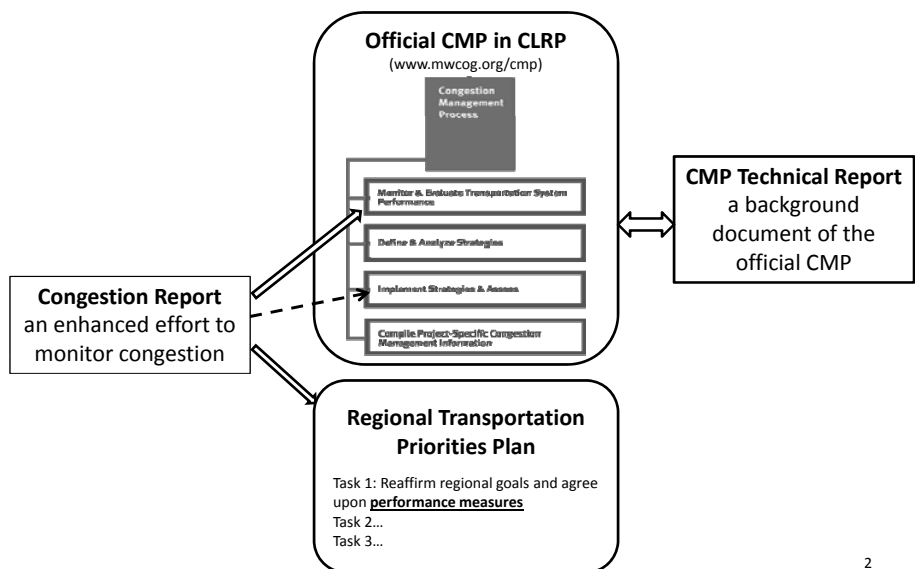 Official CMP in CLRP
(www.mwcog.org/cmp)
Congestion
Management
Process
Monitor & Evaluate Transportation System
Performance
Define & Analyze Strategies
Implement Strategies & Assess
Compile Project-Specific Congestion
Management Information
CMP Technical Report
a background
document of the
official CMP
Congestion Report
an enhanced effort to
monitor congestion
Regional Transportation
Priorities Plan
Task 1: Reaffirm regional goals and agree
upon performance measures
Task 2...
Task 3...
2